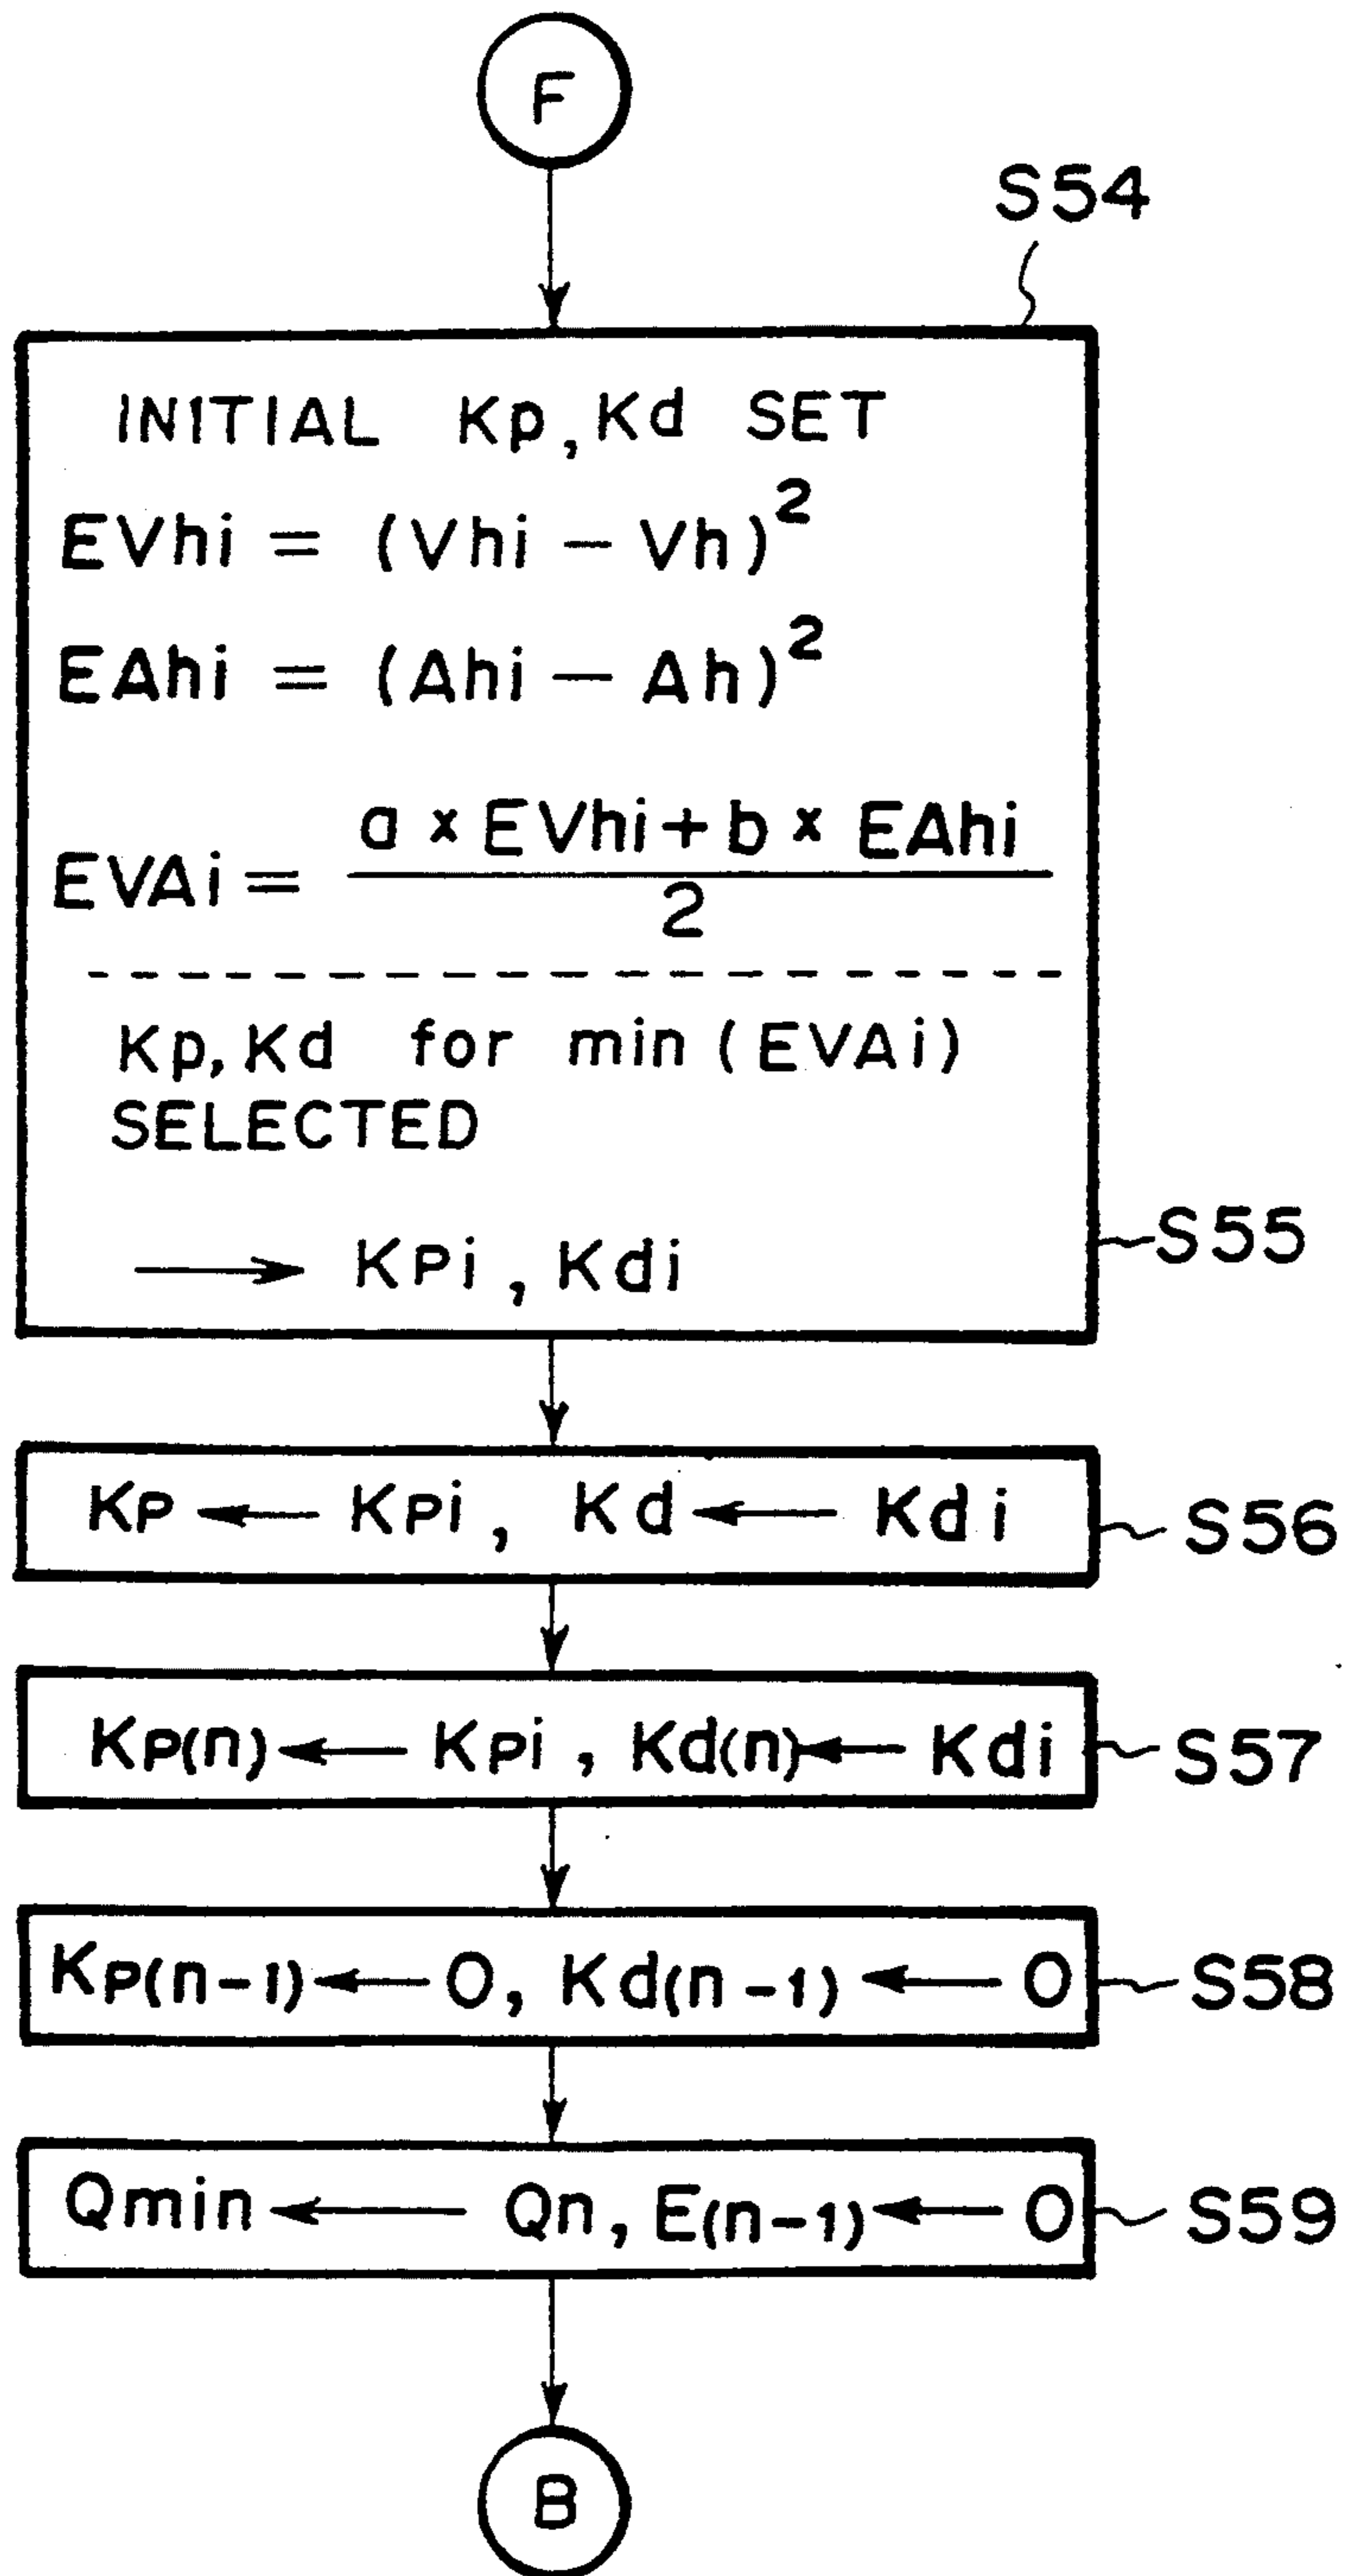 F
S54
INITIAL Kp, Kd SET
EVhi = (Vhi - Vh)²
EAhi = (Ahi - Ah)²
EVAi = a × EVhi + b × EAhi / 2
Kp, Kd for min (EVAi)
SELECTED
→ Kpi, Kdi
S55
Kp ← Kpi, Kd ← Kdi
S56
Kp(n) ← Kpi, Kd(n) ← Kdi
S57
Kp(n-1) ← 0, Kd(n-1) ← 0
S58
Qmin ← Qn, E(n-1) ← 0
S59
B